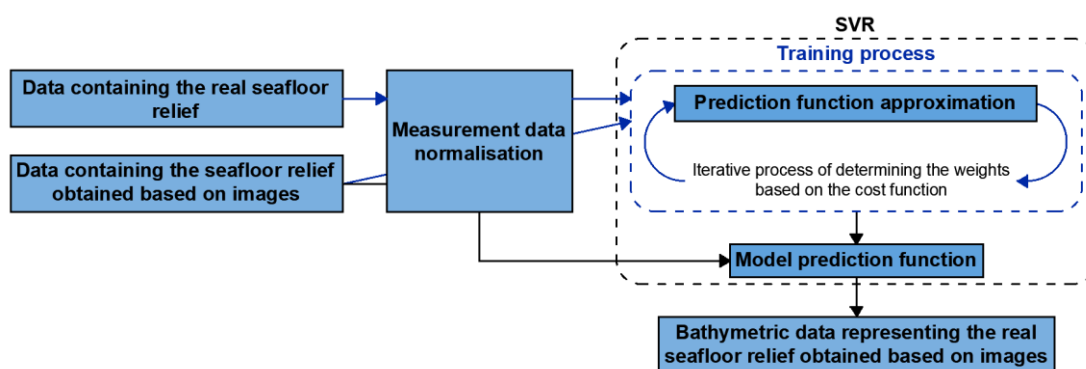 SVR
Training process
Data containing the real seafloor
relief
Data containing the seafloor relief
obtained based on images
Measurement data
normalisation
Prediction function approximation
Iterative process of determining the weights
based on the cost function
Model prediction function
Bathymetric data representing the real
seafloor relief obtained based on images